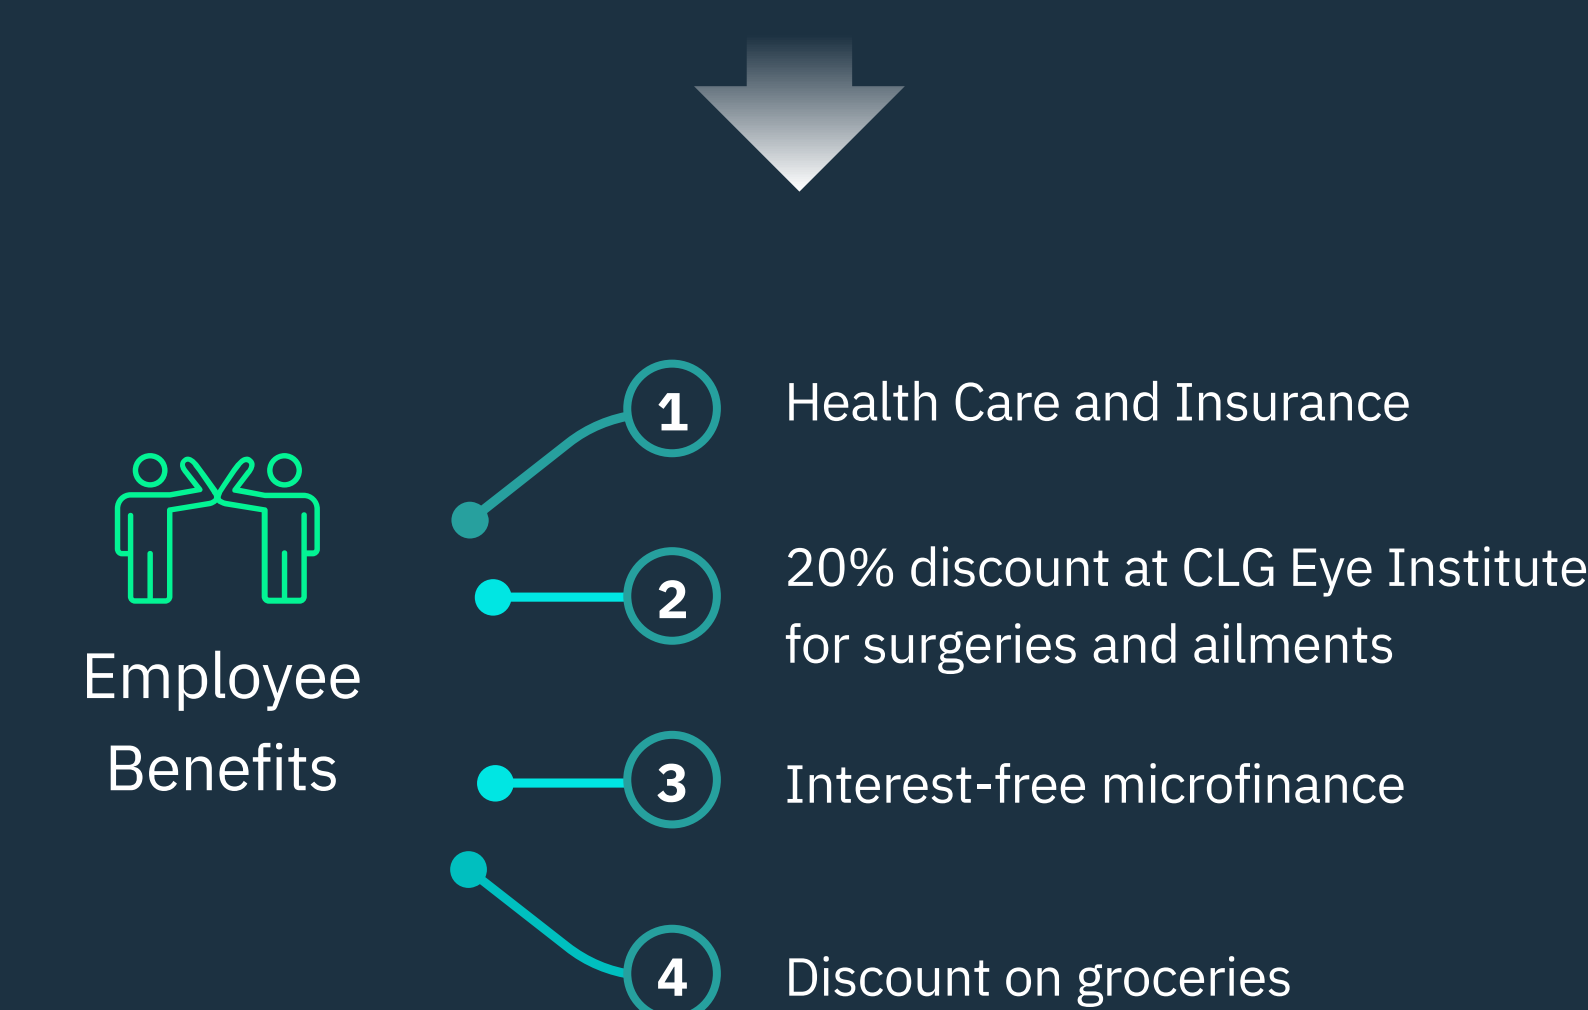 Employee
Benefits
1
Health Care and Insurance
2
20% discount at CLG Eye Institute
for surgeries and ailments
3
Interest-free microfinance
4
Discount on groceries